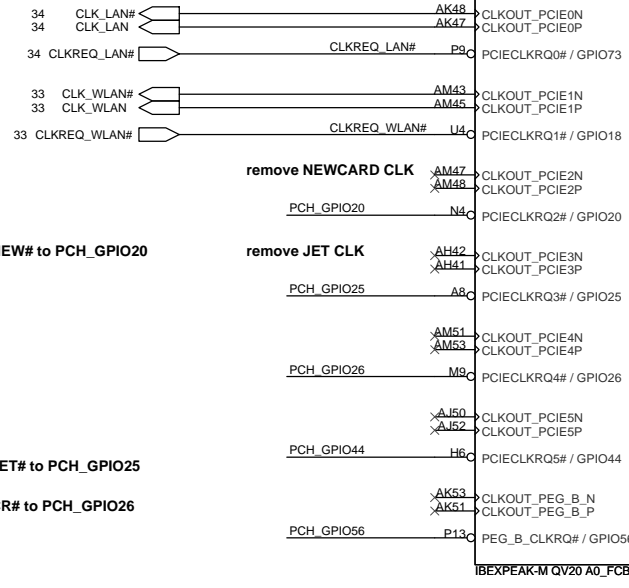 34 CLK_LAN# AK48 CLKOUT_PCIE0N
34 CLK_LAN AK47 CLKOUT_PCIE0P
34 CLKREQ_LAN# CLKREQ_LAN# P9 PCIECLKRQ0# / GPIO73
33 CLK_WLAN# AM43 CLKOUT_PCIE1N
33 CLK_WLAN AM45 CLKOUT_PCIE1P
33 CLKREQ_WLAN# CLKREQ_WLAN# U4 PCIECLKRQ1# / GPIO18
remove NEWCARD CLK AM47 CLKOUT_PCIE2N
AM48 CLKOUT_PCIE2P
PCH_GPIO20 N4 PCIECLKRQ2# / GPIO20
EW# to PCH_GPIO20 remove JET CLK AH42 CLKOUT_PCIE3N
AH41 CLKOUT_PCIE3P
PCH_GPIO25 A8 PCIECLKRQ3# / GPIO25
AM51 CLKOUT_PCIE4N
AM53 CLKOUT_PCIE4P
PCH_GPIO26 M9 PCIECLKRQ4# / GPIO26
AJ50 CLKOUT_PCIE5N
AJ52 CLKOUT_PCIE5P
PCH_GPIO44 H6 PCIECLKRQ5# / GPIO44
ET# to PCH_GPIO25
AK53 CLKOUT_PEG_B_N
R# to PCH_GPIO26 AK51 CLKOUT_PEG_B_P
PCH_GPIO56 P13 PEG_B_CLKRQ# / GPIO56
IBEXPEAK-M QV20 A0_FCB